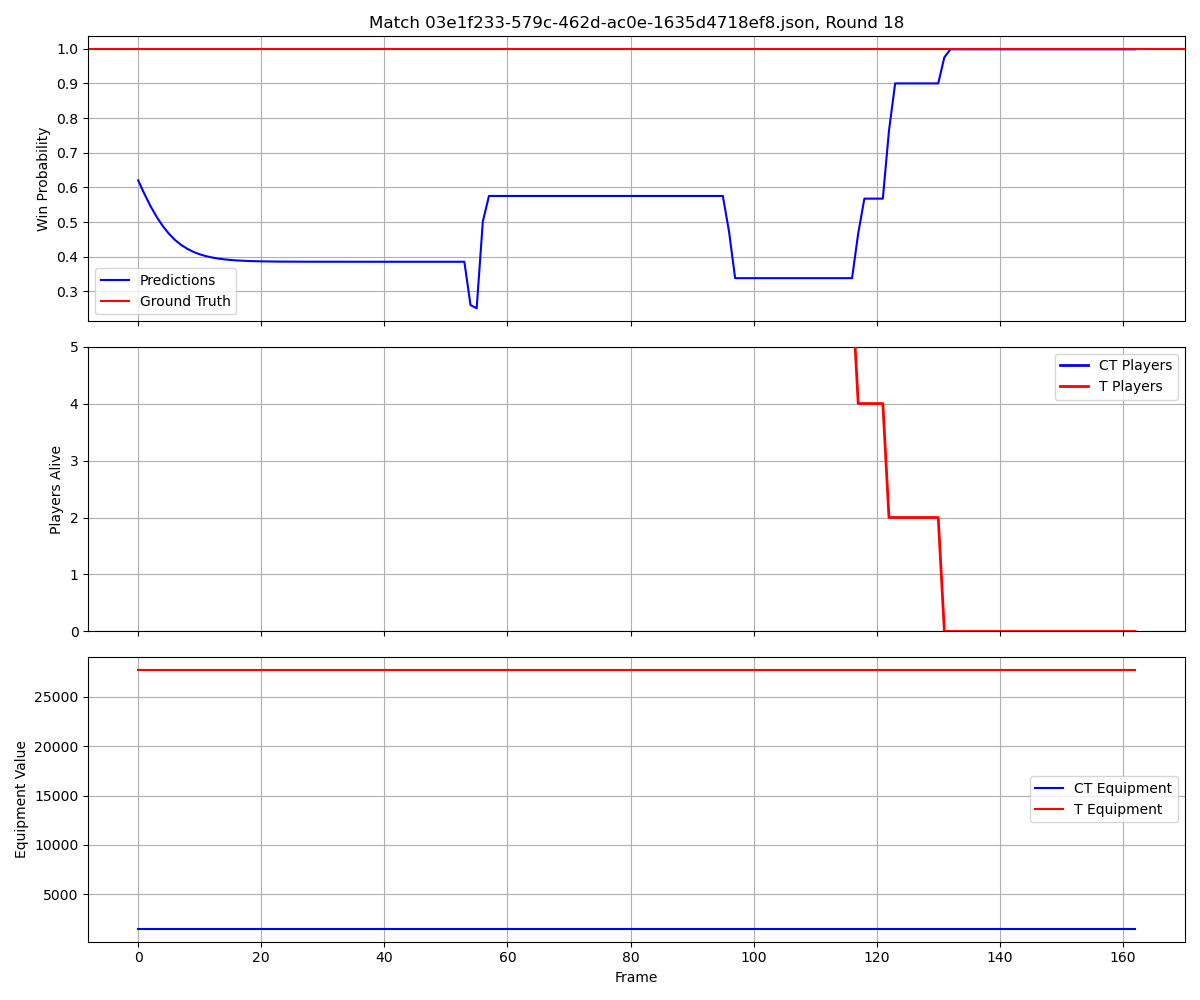 Match 03e1f233-579c-462d-ac0e-1635d4718ef8.json, Round 18
Win Probability
1.0
0.9
0.8
0.7
0.6
0.5
0.4
0.3
Predictions
Ground Truth
Players Alive
5
4
3
2
1
0
CT Players
T Players
Equipment Value
25000
20000
15000
10000
5000
CT Equipment
T Equipment
0 20 40 60 80 100 120 140 160
Frame